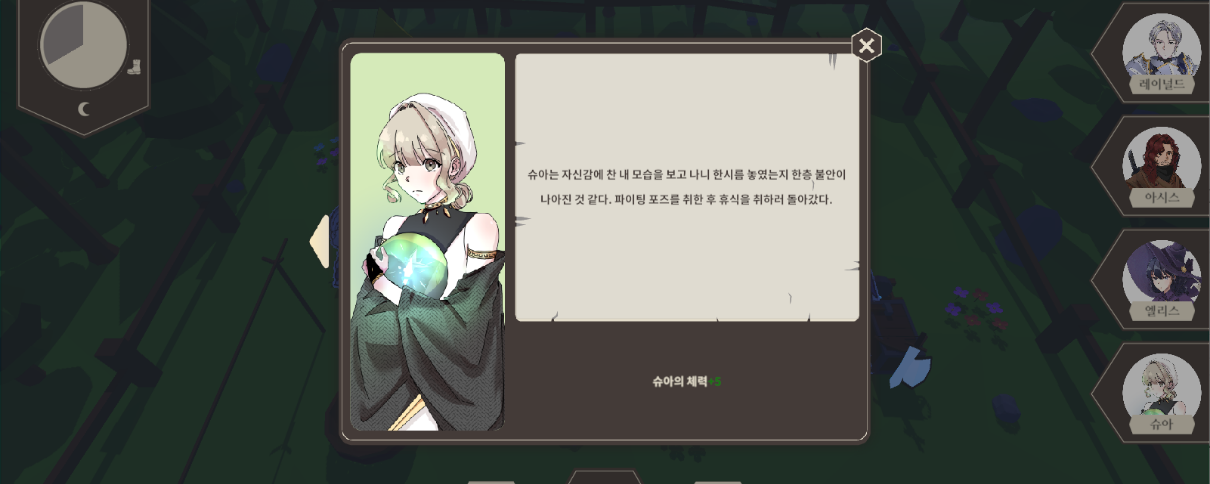 슈아는 자신감에 찬 내 모습을 보고 나니 한시름 놓였는지 한층 불안이
나아진 것 같다. 파이팅 포즈를 취한 후 휴식을 취하러 돌아갔다.
슈아의 체력+5
레이널드
아시스
엘리스
슈아